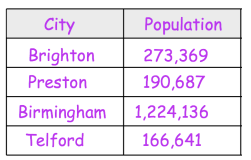 City Population
Brighton 273,369
Preston 190,687
Birmingham 1,224,136
Telford 166,641